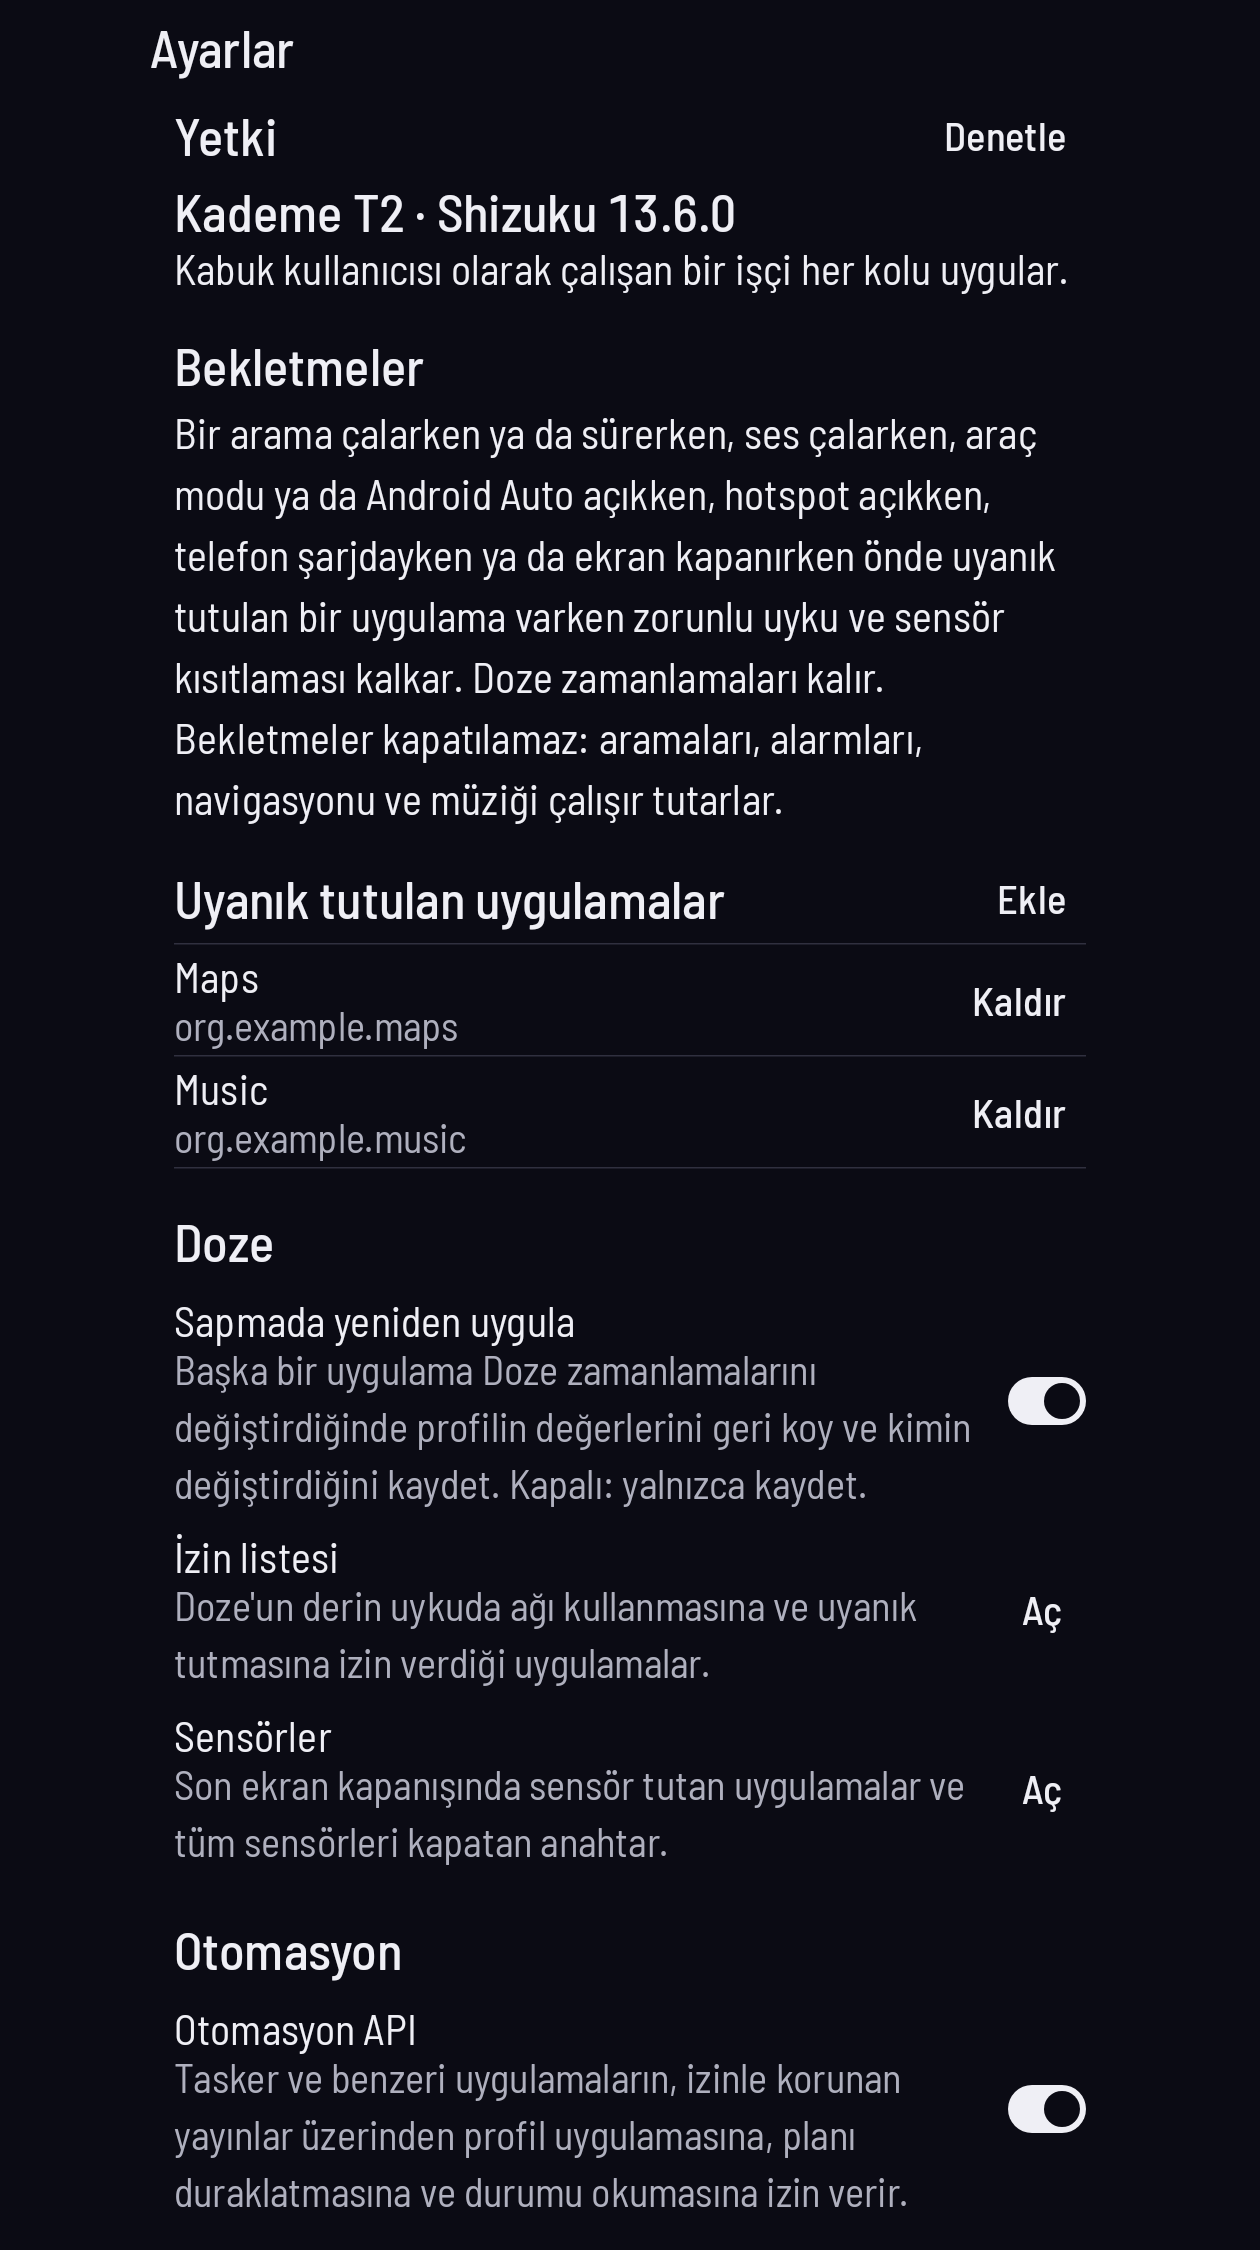 Ayarlar
Yetki
Denetle
Kademe T2 · Shizuku 13.6.0
Kabuk kullanıcısı olarak çalışan bir işçi her kolu uygular.
Bekletmeler
Bir arama çalarken ya da sürerken, ses çalarken, araç
modu ya da Android Auto açıkken, hotspot açıkken,
telefon şarjdayken ya da ekran kapanırken önde uyanık
tutulan bir uygulama varken zorunlu uyku ve sensör
kısıtlaması kalkar. Doze zamanlamaları kalır.
Bekletmeler kapatılamaz: aramaları, alarmları,
navigasyonu ve müziği çalışır tutarlar.
Uyanık tutulan uygulamalar
Ekle
Maps
org.example.maps
Kaldır
Music
org.example.music
Kaldır
Doze
Sapmada yeniden uygula
Başka bir uygulama Doze zamanlamalarını
değiştirdiğinde profilin değerlerini geri koy ve kimin
değiştirdiğini kaydet. Kapalı: yalnızca kaydet.
İzin listesi
Doze'un derin uykuda ağı kullanmasına ve uyanık
tutmasına izin verdiği uygulamalar.
Aç
Sensörler
Son ekran kapanışında sensör tutan uygulamalar ve
tüm sensörleri kapatan anahtar.
Aç
Otomasyon
Otomasyon API
Tasker ve benzeri uygulamaların, izinle korunan
yayınlar üzerinden profil uygulamasına, planı
duraklatmasına ve durumu okumasına izin verir.